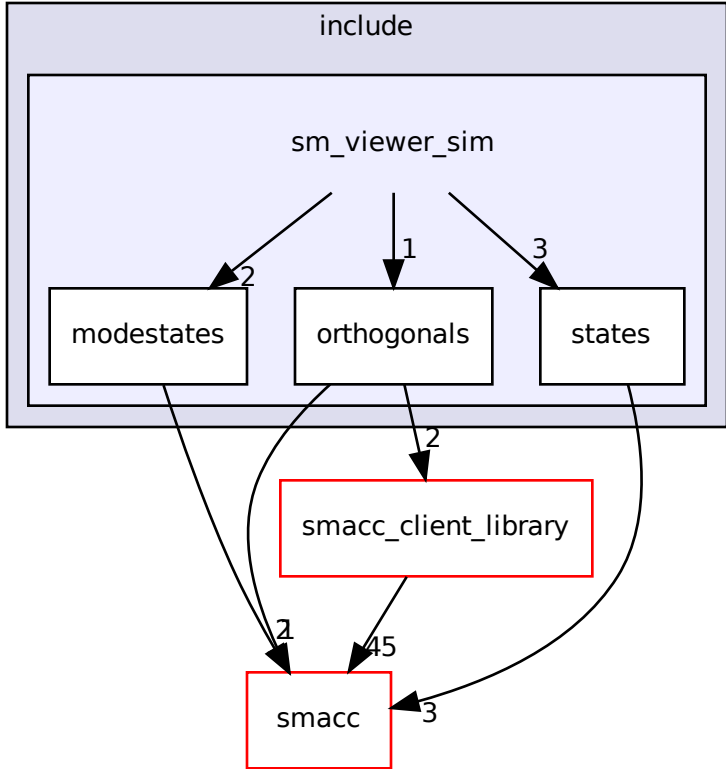 include
sm_viewer_sim
2
1
3
modestates
orthogonals
states
2
smacc_client_library
2
1
45
3
smacc